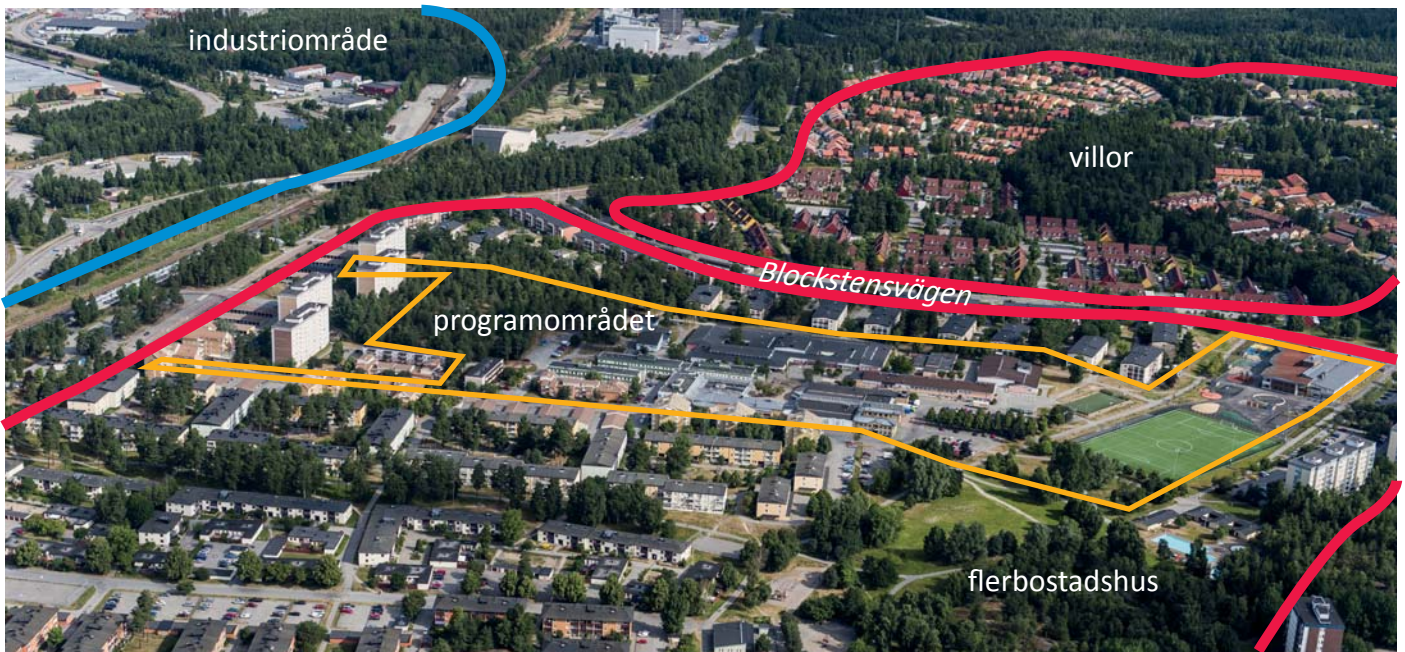 industriområde
villor
Blockstensvägen
programområdet
flerbostadshus